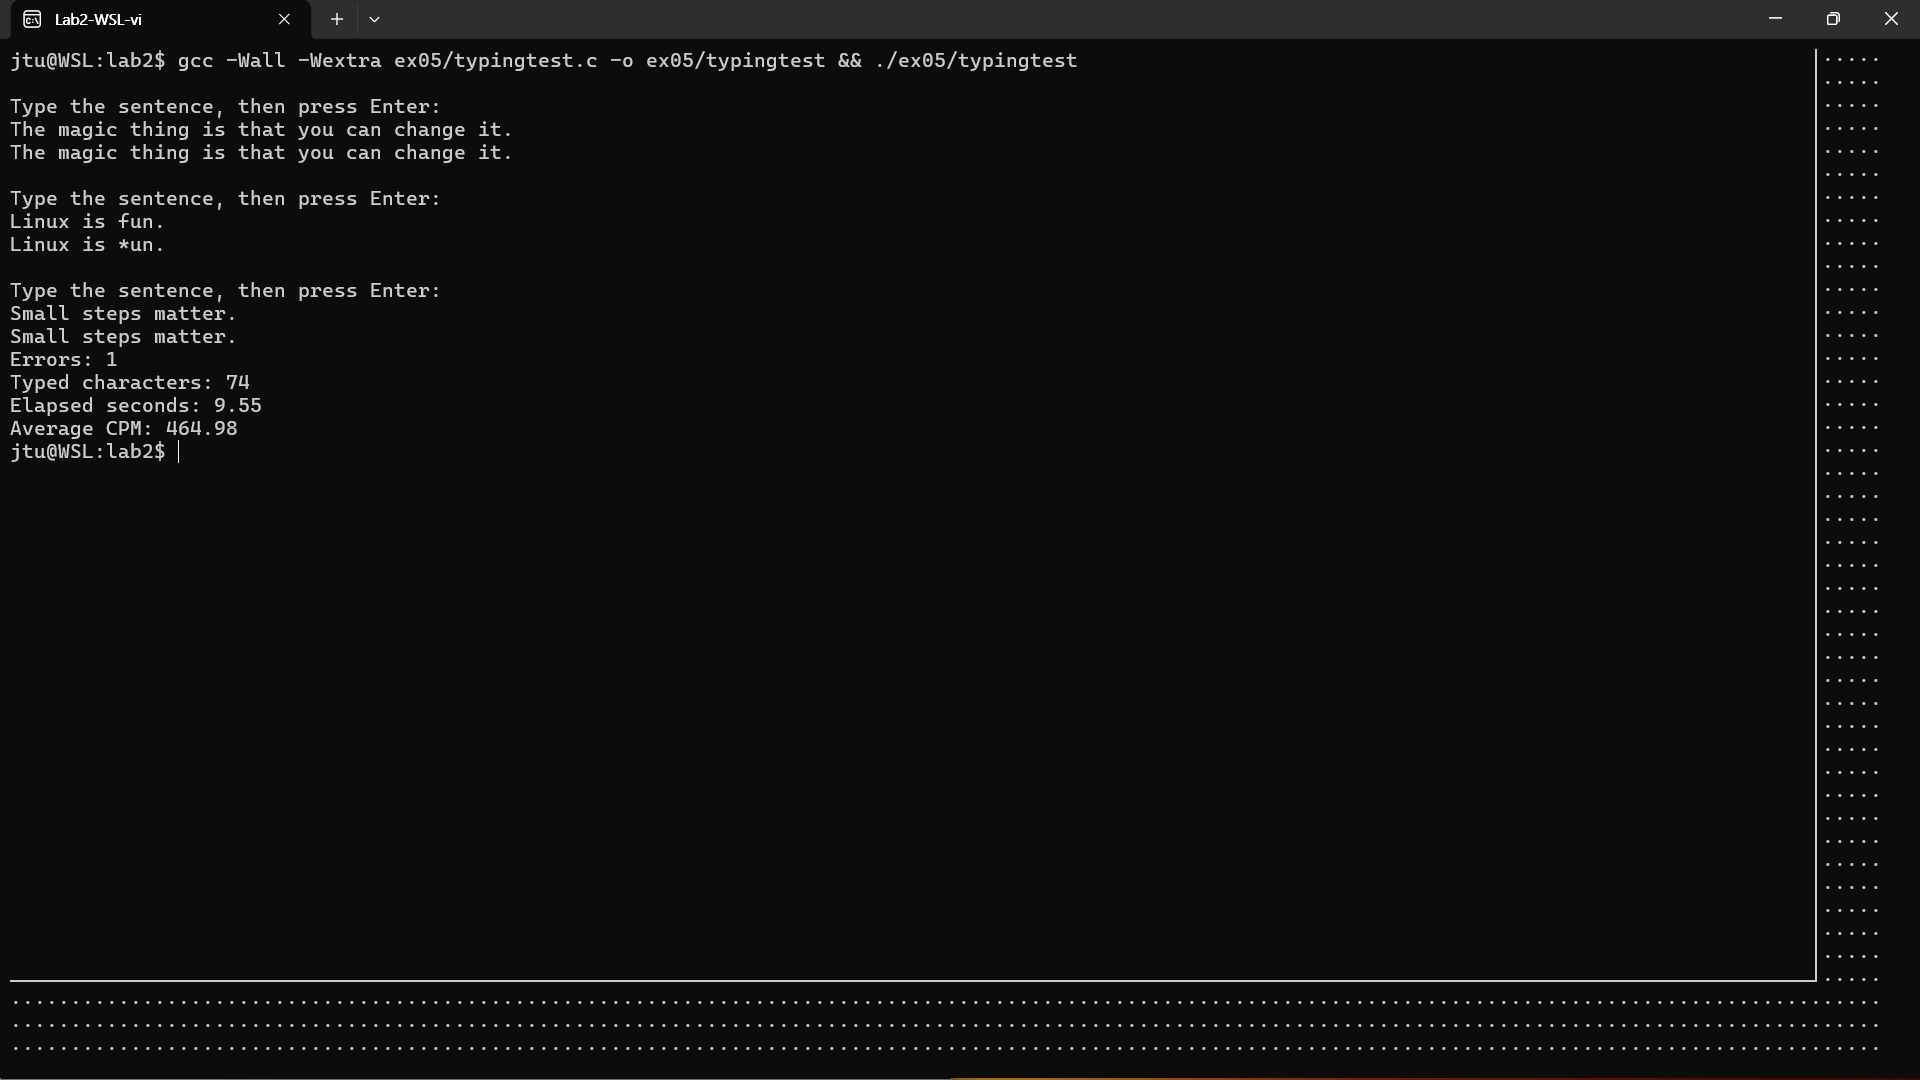 Lab2-WSL-vi
jtu@WSL:lab2$ gcc -Wall -Wextra ex05/typingtest.c -o ex05/typingtest && ./ex05/typingtest
Type the sentence, then press Enter:
The magic thing is that you can change it.
The magic thing is that you can change it.
Type the sentence, then press Enter:
Linux is fun.
Linux is *un.
Type the sentence, then press Enter:
Small steps matter.
Small steps matter.
Errors: 1
Typed characters: 74
Elapsed seconds: 9.55
Average CPM: 464.98
jtu@WSL:lab2$